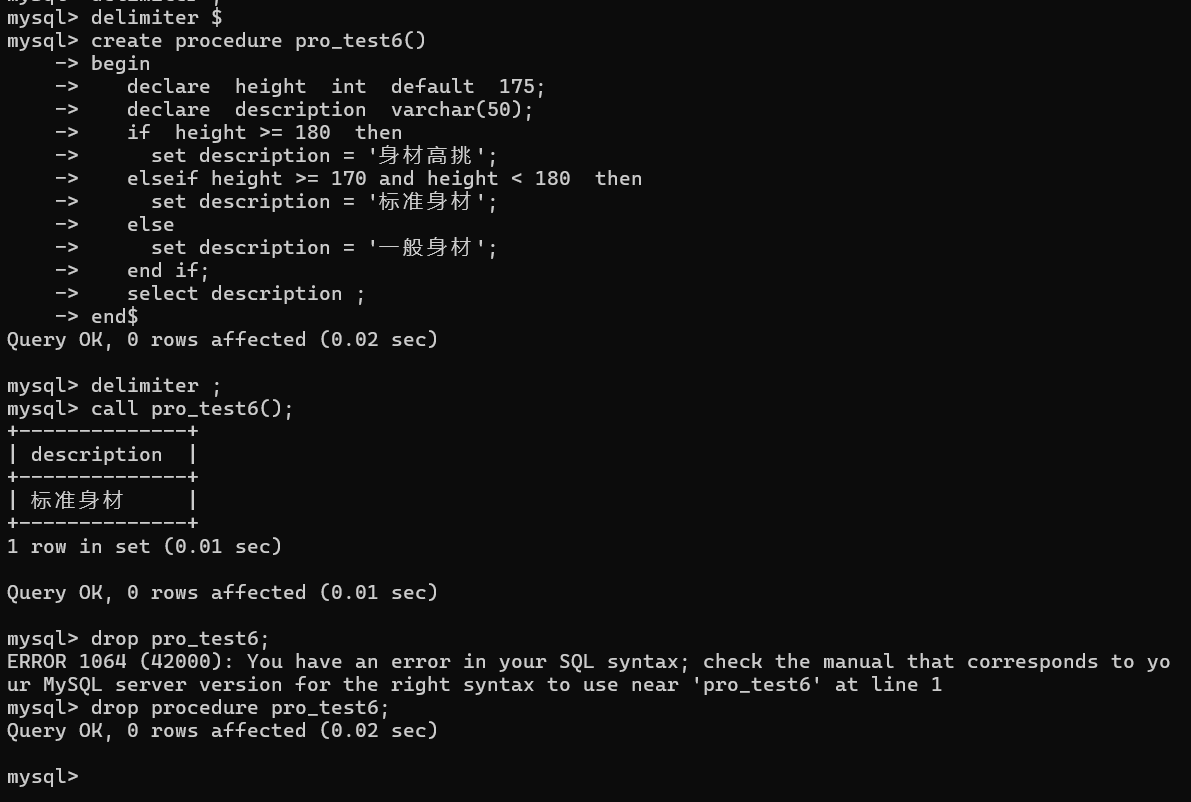 mysql> delimiter ;
mysql> delimiter $
mysql> create procedure pro_test6()
    -> begin
    ->    declare  height  int  default  175;
    ->    declare  description  varchar(50);
    ->    if  height >= 180  then
    ->      set description = '身材高挑';
    ->    elseif height >= 170 and height < 180  then
    ->      set description = '标准身材';
    ->    else
    ->      set description = '一般身材';
    ->    end if;
    ->    select description ;
    -> end$
Query OK, 0 rows affected (0.02 sec)

mysql> delimiter ;
mysql> call pro_test6();
+--------------+
| description  |
+--------------+
| 标准身材     |
+--------------+
1 row in set (0.01 sec)

Query OK, 0 rows affected (0.01 sec)

mysql> drop pro_test6;
ERROR 1064 (42000): You have an error in your SQL syntax; check the manual that corresponds to yo
ur MySQL server version for the right syntax to use near 'pro_test6' at line 1
mysql> drop procedure pro_test6;
Query OK, 0 rows affected (0.02 sec)

mysql>